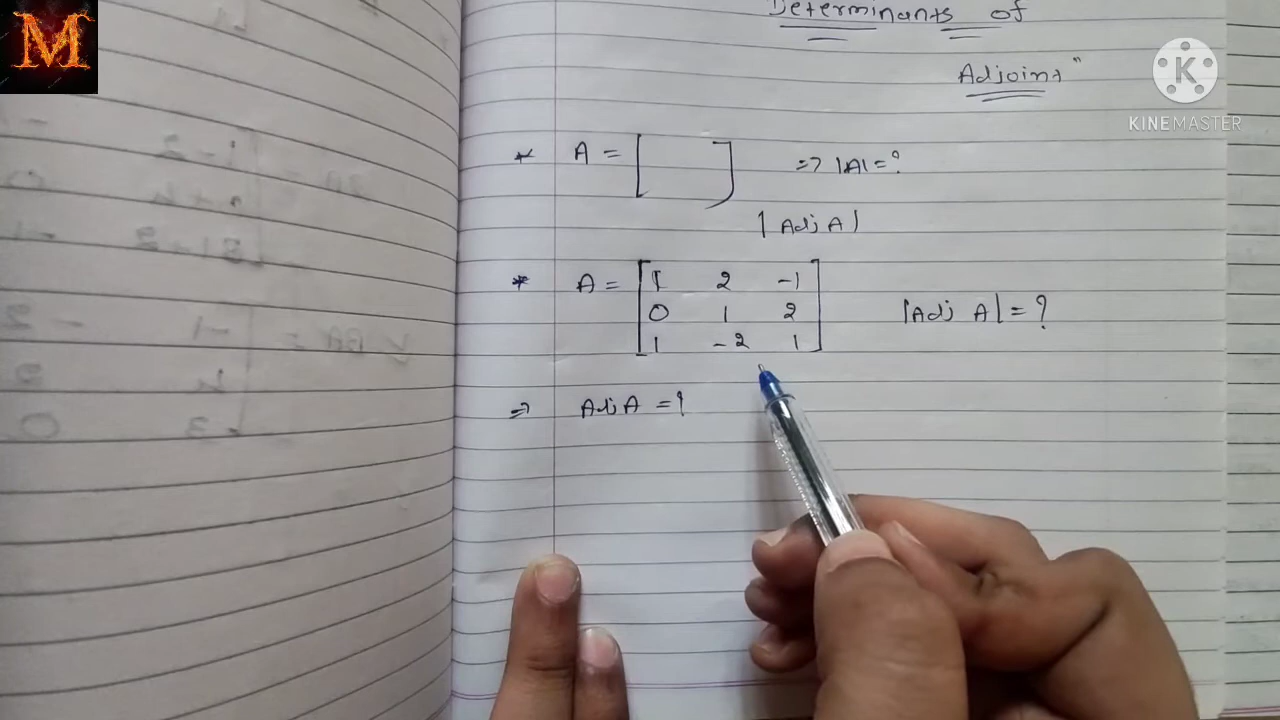 M
Determinants of
Adjoint"
KINEMASTER
* A = [ ] => |A| = ?
| Adj A |
* A = [ 1 2 -1
0 1 2
1 -2 1 ] |Adj A| = ?
=> Adj A = ?